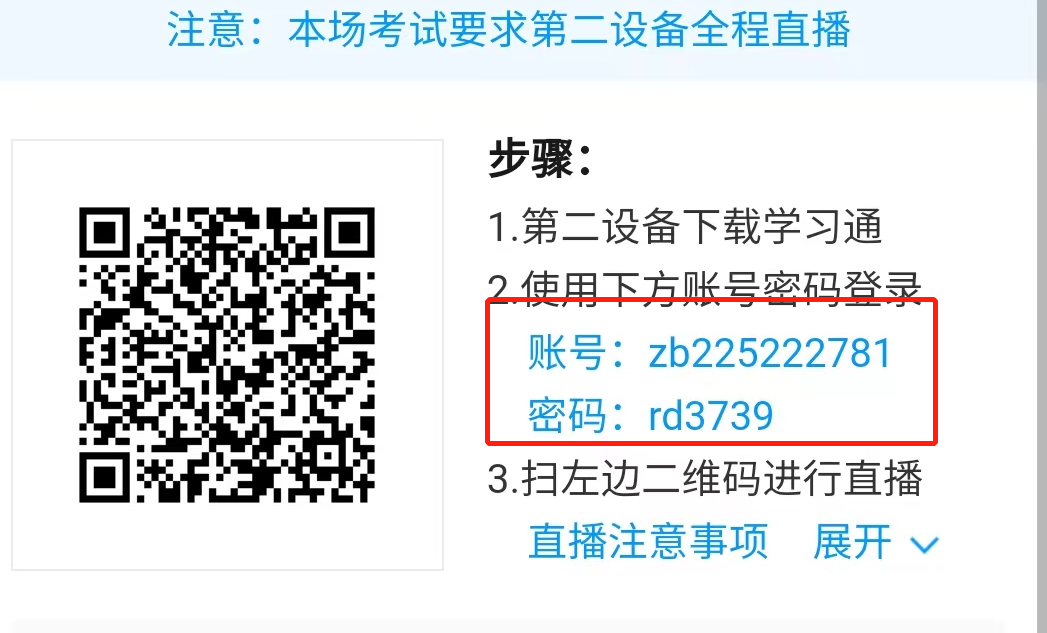 注意：本场考试要求第二设备全程直播
步骤：
1.第二设备下载学习通
2.使用下方账号密码登录
账号：zb225222781
密码：rd3739
3.扫左边二维码进行直播
直播注意事项 展开